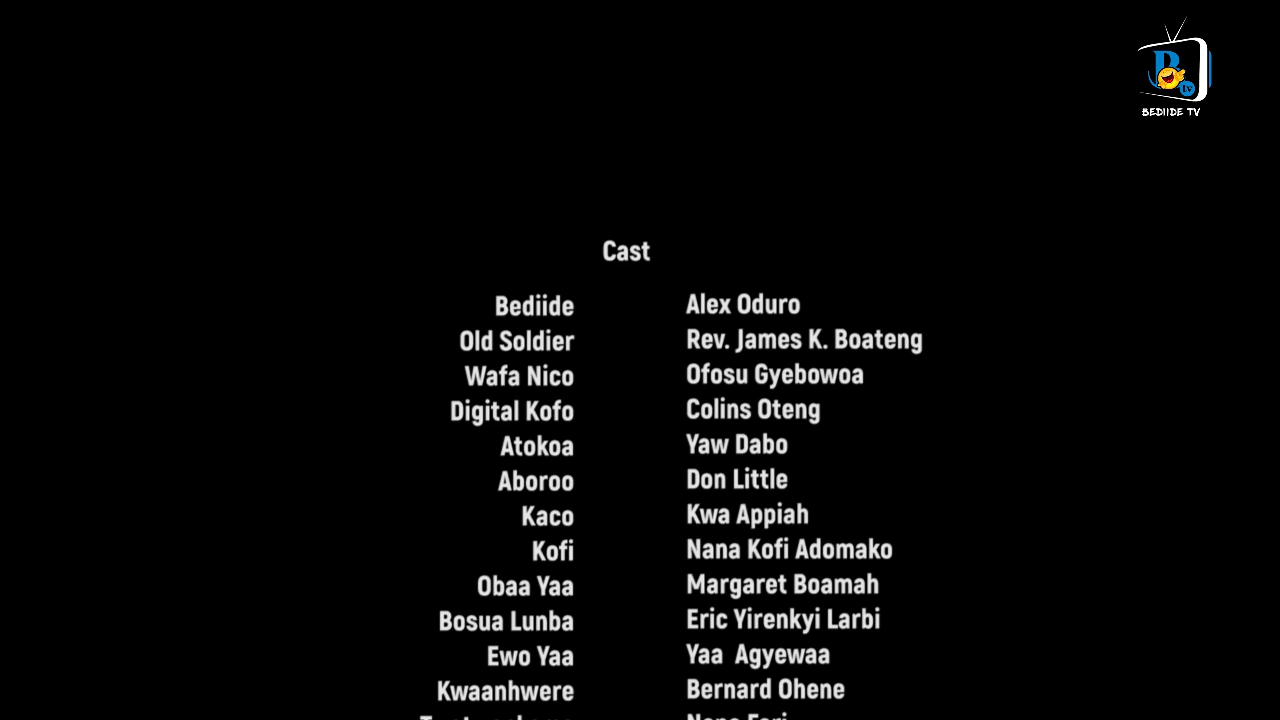 B
tv
BEDIIDE TV
Cast
Bediide Alex Oduro
Old Soldier Rev. James K. Boateng
Wafa Nico Ofosu Gyebowoa
Digital Kofo Colins Oteng
Atokoa Yaw Dabo
Aboroo Don Little
Kaco Kwa Appiah
Kofi Nana Kofi Adomako
Obaa Yaa Margaret Boamah
Bosua Lunba Eric Yirenkyi Larbi
Ewo Yaa Yaa Agyewaa
Kwaanhwere Bernard Ohene